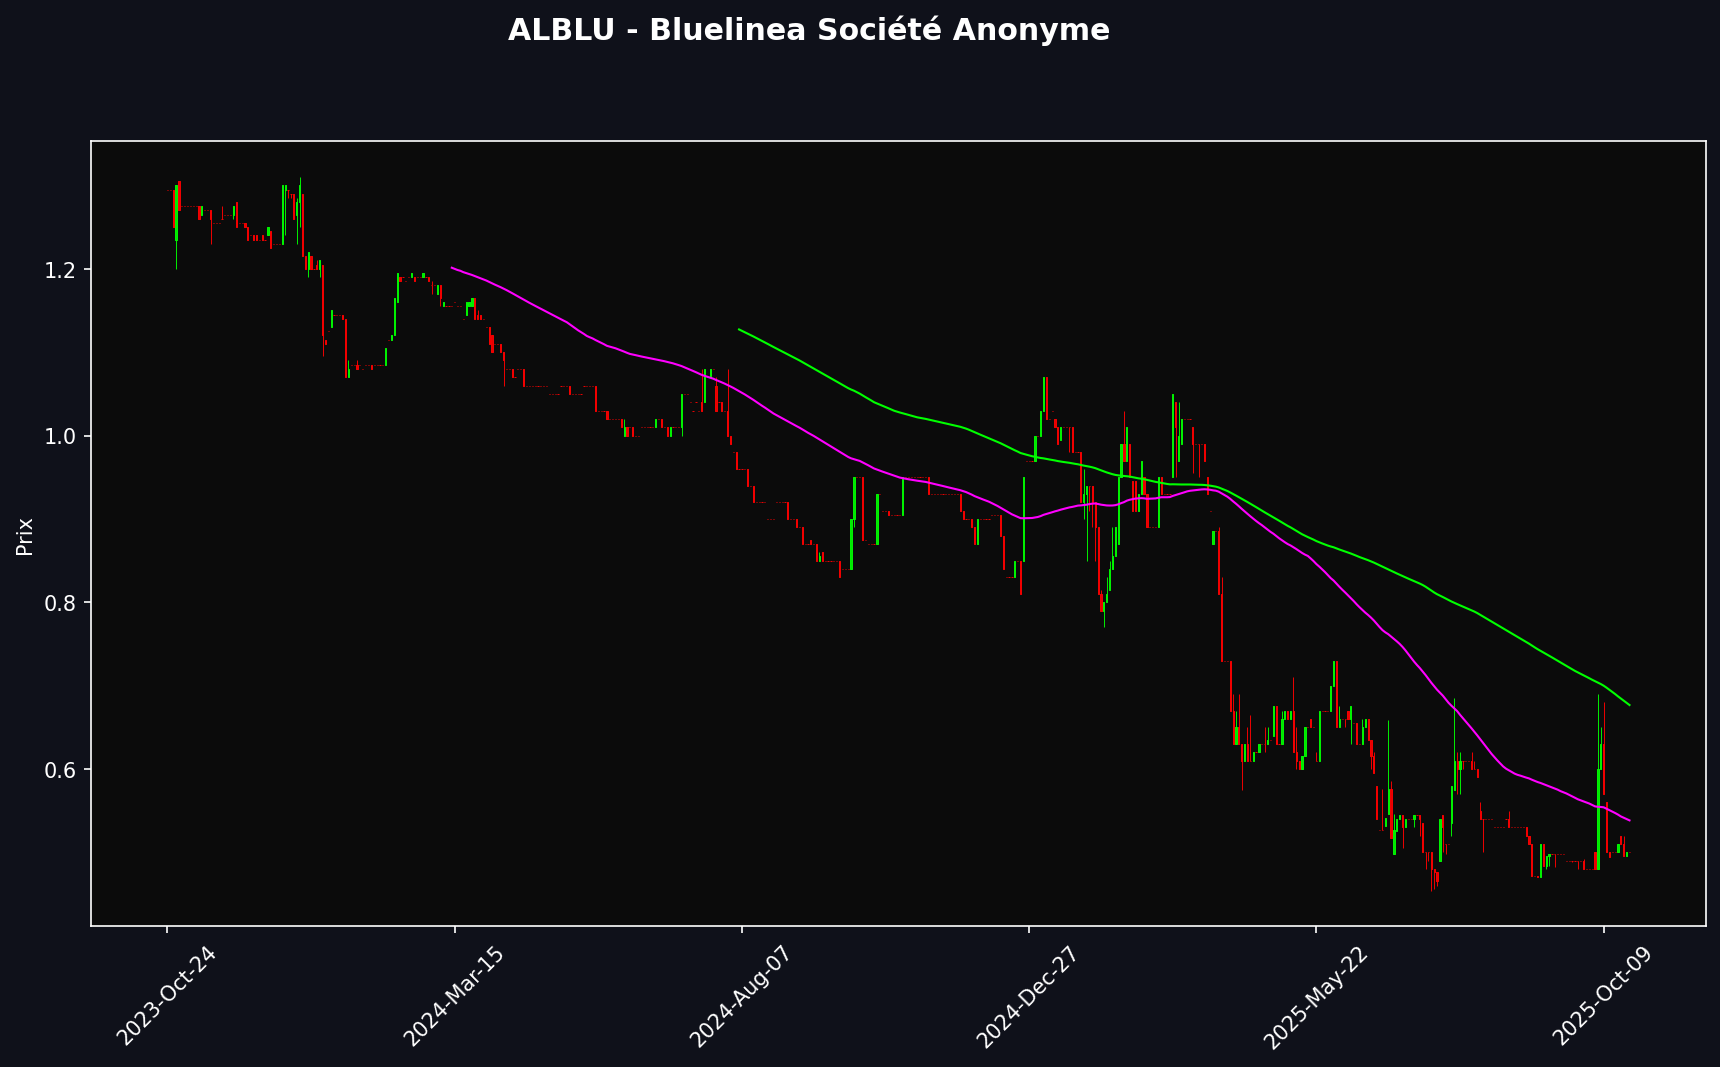 ALBLU - Bluelinea Société Anonyme
Prix
1.2
1.0
0.8
0.6
2023-Oct-24
2024-Mar-15
2024-Aug-07
2024-Dec-27
2025-May-22
2025-Oct-09